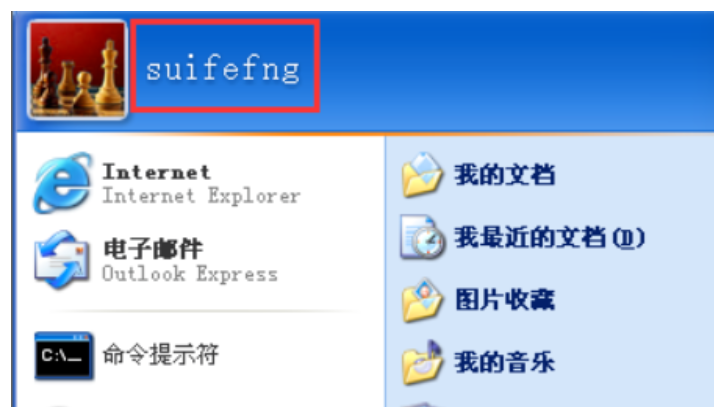 suifefng
Internet
Internet Explorer
电子邮件
Outlook Express
C:\_
命令提示符
我的文档
我最近的文档(D)
图片收藏
我的音乐